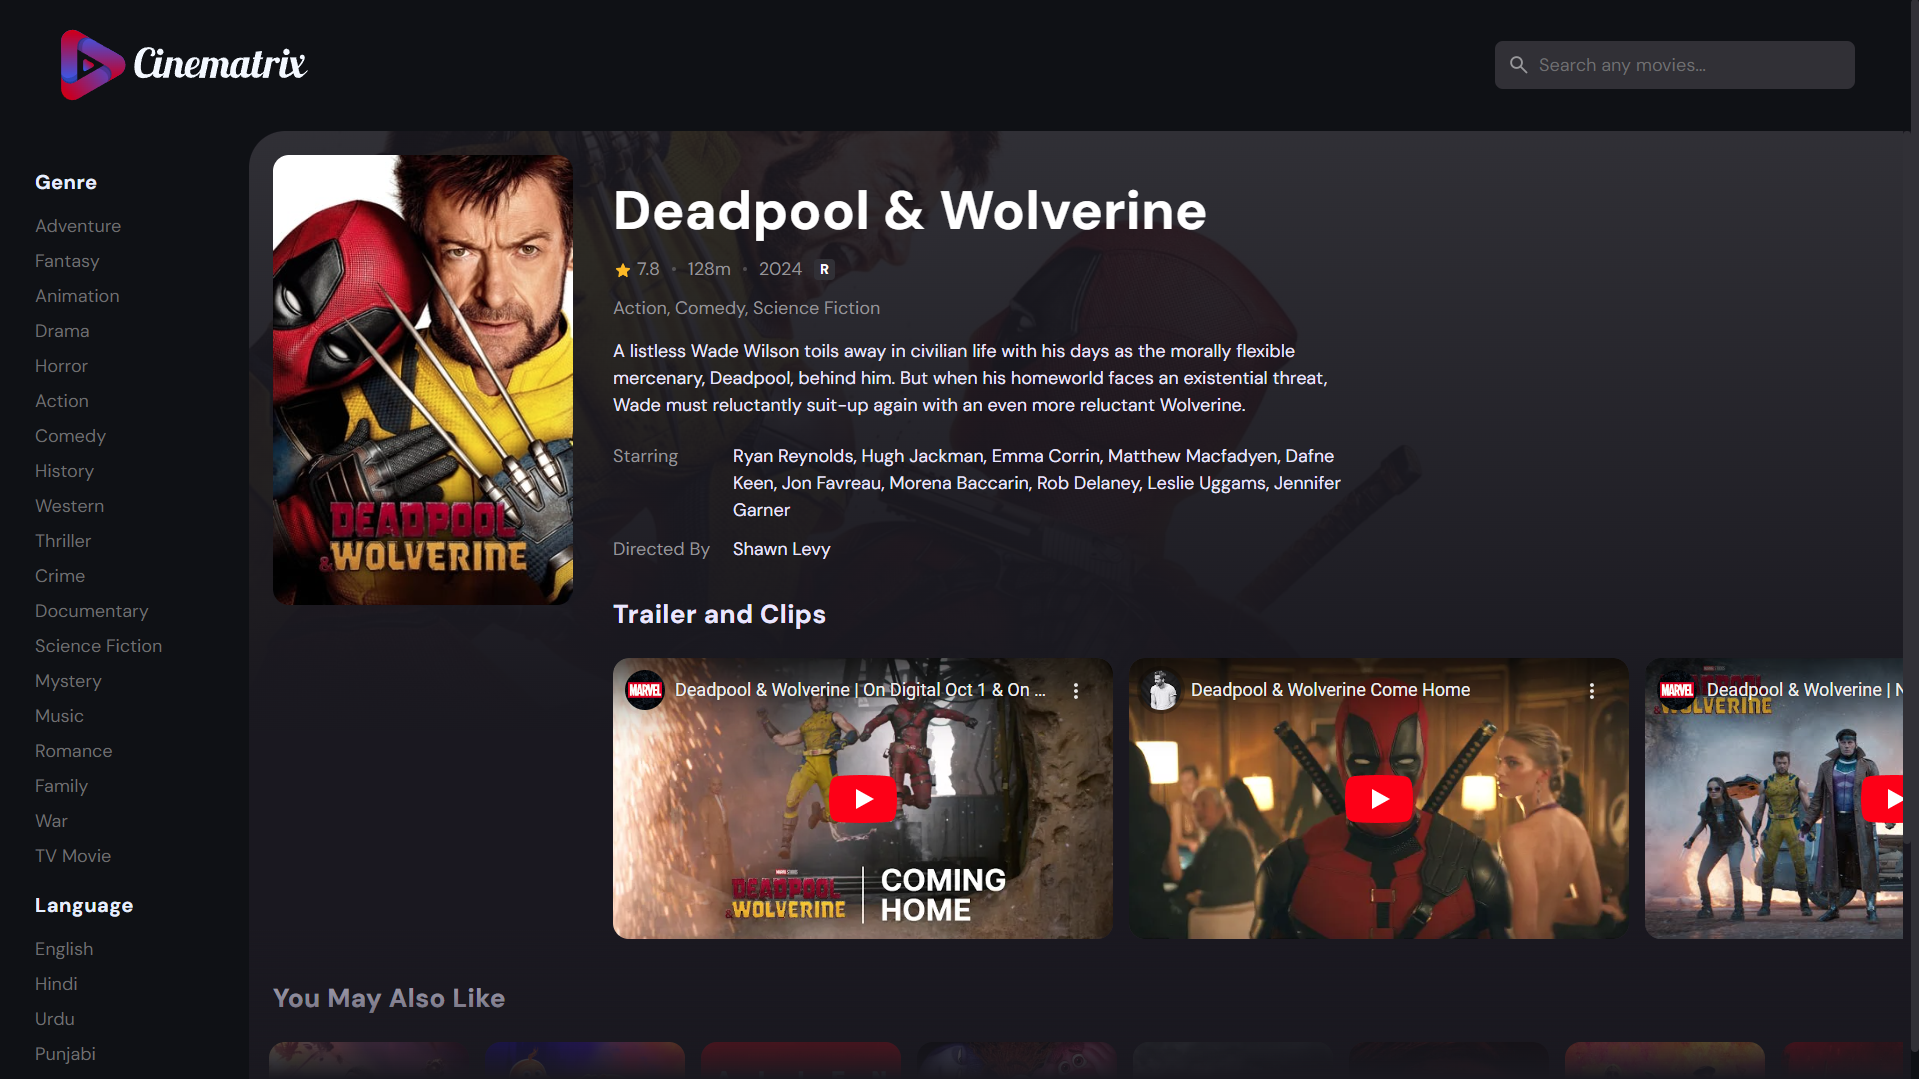 Cinematrix
Search any movies...
Genre
Adventure
Fantasy
Animation
Drama
Horror
Action
Comedy
History
Western
Thriller
Crime
Documentary
Science Fiction
Mystery
Music
Romance
Family
War
TV Movie
Language
English
Hindi
Urdu
Punjabi
DEADPOOL
& WOLVERINE
Deadpool & Wolverine
7.8 • 128m • 2024 R
Action, Comedy, Science Fiction
A listless Wade Wilson toils away in civilian life with his days as the morally flexible
mercenary, Deadpool, behind him. But when his homeworld faces an existential threat,
Wade must reluctantly suit-up again with an even more reluctant Wolverine.
Starring Ryan Reynolds, Hugh Jackman, Emma Corrin, Matthew Macfadyen, Dafne
Keen, Jon Favreau, Morena Baccarin, Rob Delaney, Leslie Uggams, Jennifer
Garner
Directed By Shawn Levy
Trailer and Clips
MARVEL Deadpool & Wolverine | On Digital Oct 1 & On ...
DEADPOOL
& WOLVERINE
COMING
HOME
Deadpool & Wolverine Come Home
MARVEL Deadpool & Wolverine | N
WOLVERINE
You May Also Like